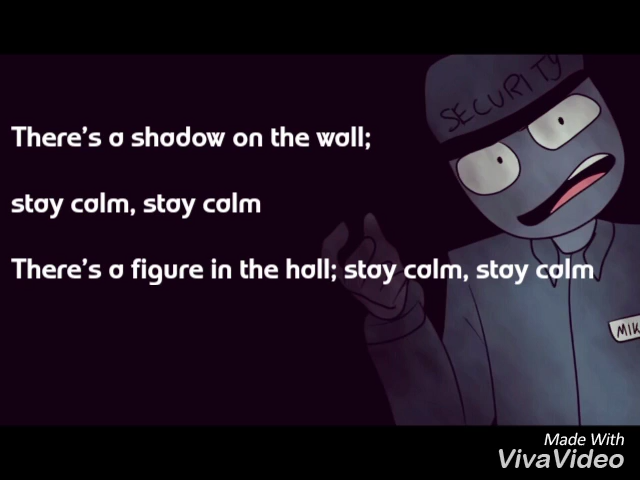 SECURITY
There's a shadow on the wall;
stay calm, stay calm
There's a figure in the hall; stay calm, stay calm
MIK
Made With
VivaVideo